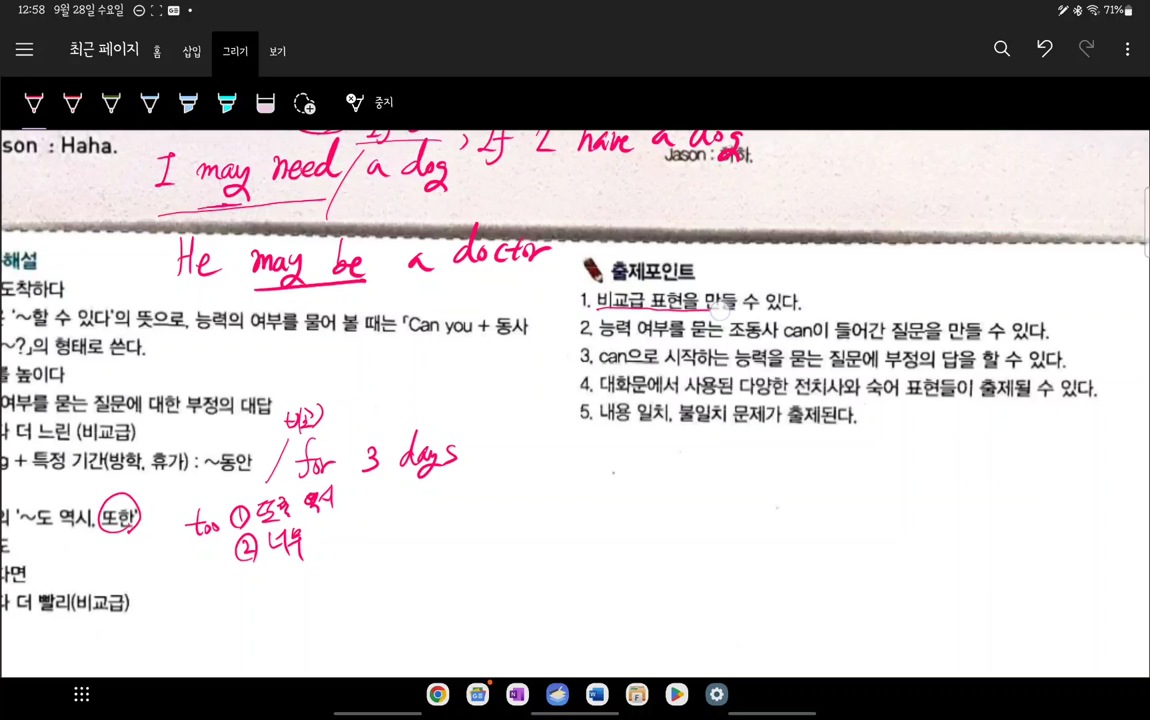 12:58 9월 28일 수요일
71%
최근 페이지 홈 삽입 그리기 보기
중지
son : Haha.
, If I have a dog
I may need / a dog
Jason : 하하.
He may be a doctor
해설
도착하다
'~할 수 있다'의 뜻으로, 능력의 여부를 물어 볼 때는 「Can you + 동사
~?」의 형태로 쓴다.
를 높이다
여부를 묻는 질문에 대한 부정의 대답
다 더 느린 (비교급)
비교)
g + 특정 기간(방학, 휴가) : ~동안 / for 3 days
의 '~도 역시, 또한'
too ① 또한 역시
② 너무
도
다면
다 더 빨리(비교급)
출제포인트
1. 비교급 표현을 만들 수 있다.
2. 능력 여부를 묻는 조동사 can이 들어간 질문을 만들 수 있다.
3. can으로 시작하는 능력을 묻는 질문에 부정의 답을 할 수 있다.
4. 대화문에서 사용된 다양한 전치사와 숙어 표현들이 출제될 수 있다.
5. 내용 일치, 불일치 문제가 출제된다.